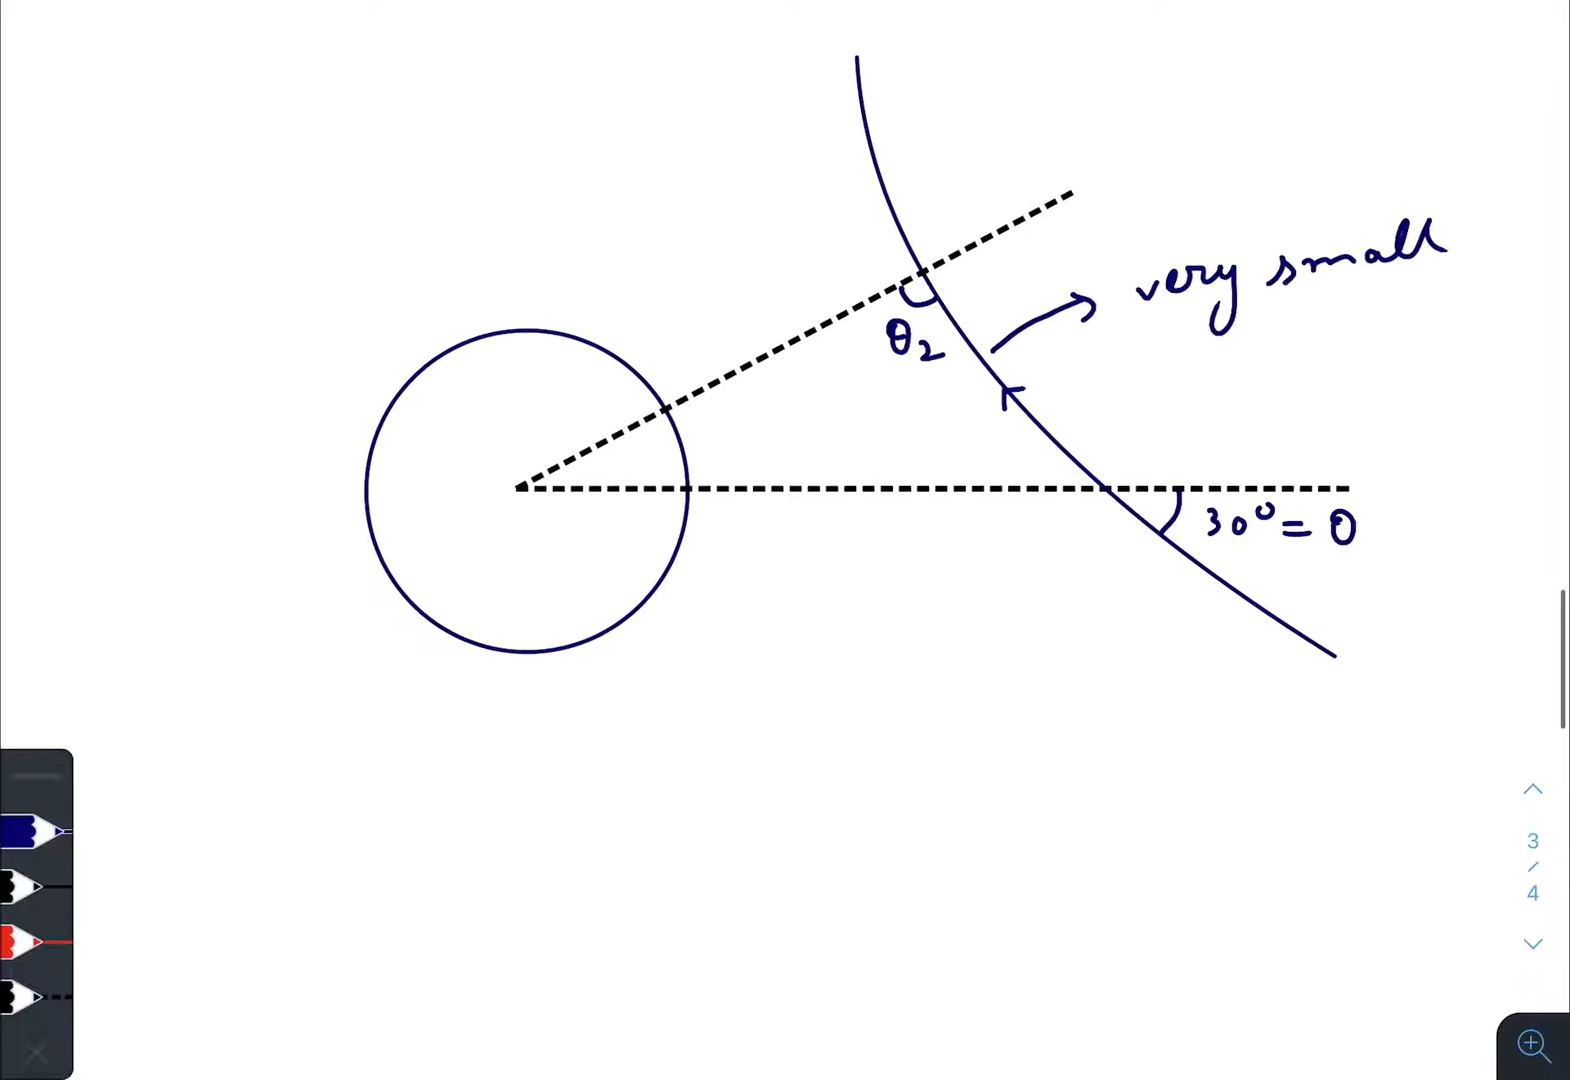 very small
θ₂
30° = θ
3
/
4